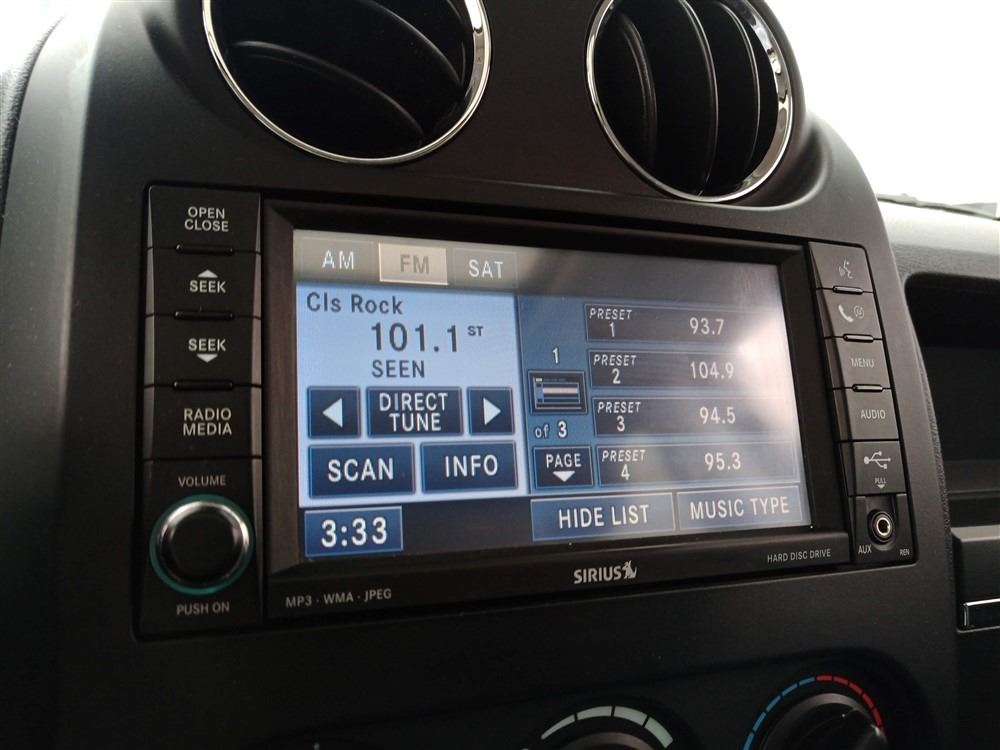 OPEN
CLOSE
SEEK
SEEK
RADIO
MEDIA
VOLUME
PUSH ON
AM FM SAT
Cls Rock
101.1 ST
SEEN
DIRECT
TUNE
SCAN INFO
3:33
1
of 3
PAGE
PRESET
1 93.7
PRESET
2 104.9
PRESET
3 94.5
PRESET
4 95.3
HIDE LIST MUSIC TYPE
MP3 · WMA · JPEG
SIRIUS
HARD DISC DRIVE
MENU
AUDIO
PULL
AUX REN